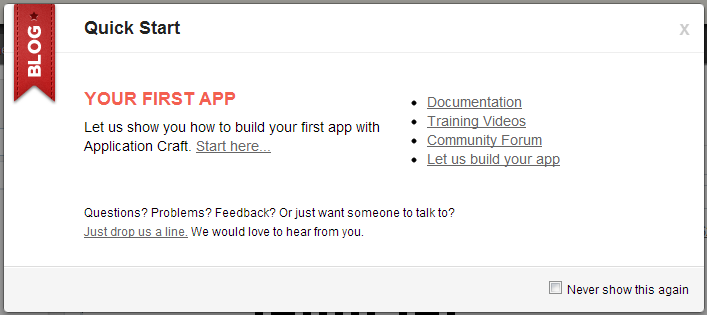 BLOG
Quick Start
x
YOUR FIRST APP
Let us show you how to build your first app with
Application Craft. Start here...
Documentation
Training Videos
Community Forum
Let us build your app
Questions? Problems? Feedback? Or just want someone to talk to?
Just drop us a line. We would love to hear from you.
Never show this again